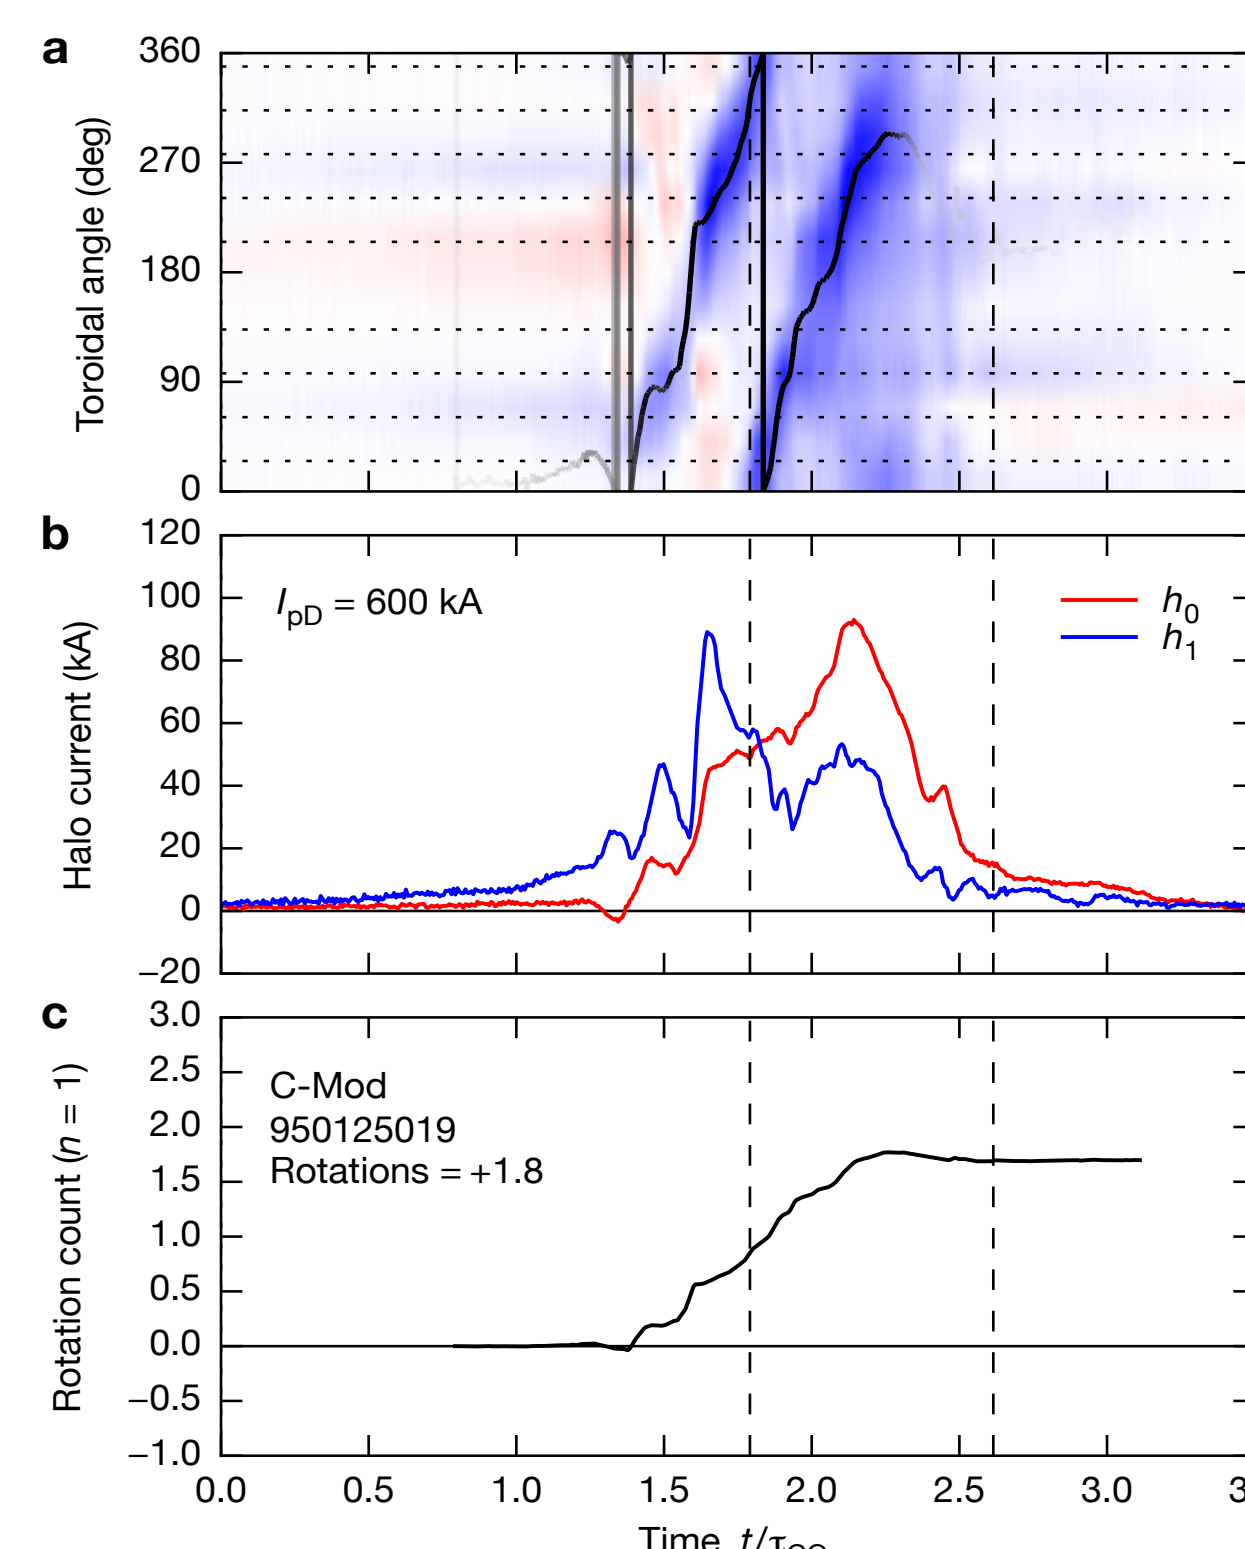 a
360
270
180
90
0
Toroidal angle (deg)
b
120
100
80
60
40
20
0
−20
Halo current (kA)
IpD = 600 kA
h0
h1
c
3.0
2.5
2.0
1.5
1.0
0.5
0.0
−0.5
−1.0
Rotation count (n = 1)
C-Mod
950125019
Rotations = +1.8
0.0 0.5 1.0 1.5 2.0 2.5 3.0
Time, t/τ